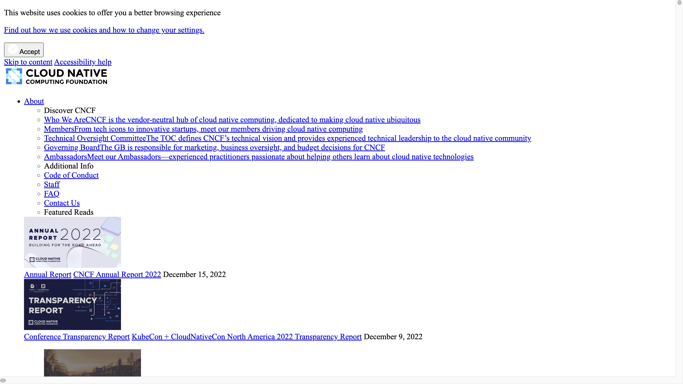 This website uses cookies to offer you a better browsing experience
Find out how we use cookies and how to change your settings.
Accept
Skip to content Accessibility help
CLOUD NATIVE
COMPUTING FOUNDATION
About
Discover CNCF
Who We AreCNCF is the vendor-neutral hub of cloud native computing, dedicated to making cloud native ubiquitous
MembersFrom tech icons to innovative startups, meet our members driving cloud native computing
Technical Oversight CommitteeThe TOC defines CNCF's technical vision and provides experienced technical leadership to the cloud native community
Governing BoardThe GB is responsible for marketing, business oversight, and budget decisions for CNCF
AmbassadorsMeet our Ambassadors—experienced practitioners passionate about helping others learn about cloud native technologies
Additional Info
Code of Conduct
Staff
FAQ
Contact Us
Featured Reads
ANNUAL
REPORT 2022
BUILDING FOR THE ROAD AHEAD
CLOUD NATIVE
Annual Report CNCF Annual Report 2022 December 15, 2022
TRANSPARENCY
REPORT
CLOUD NATIVE
Conference Transparency Report KubeCon + CloudNativeCon North America 2022 Transparency Report December 9, 2022